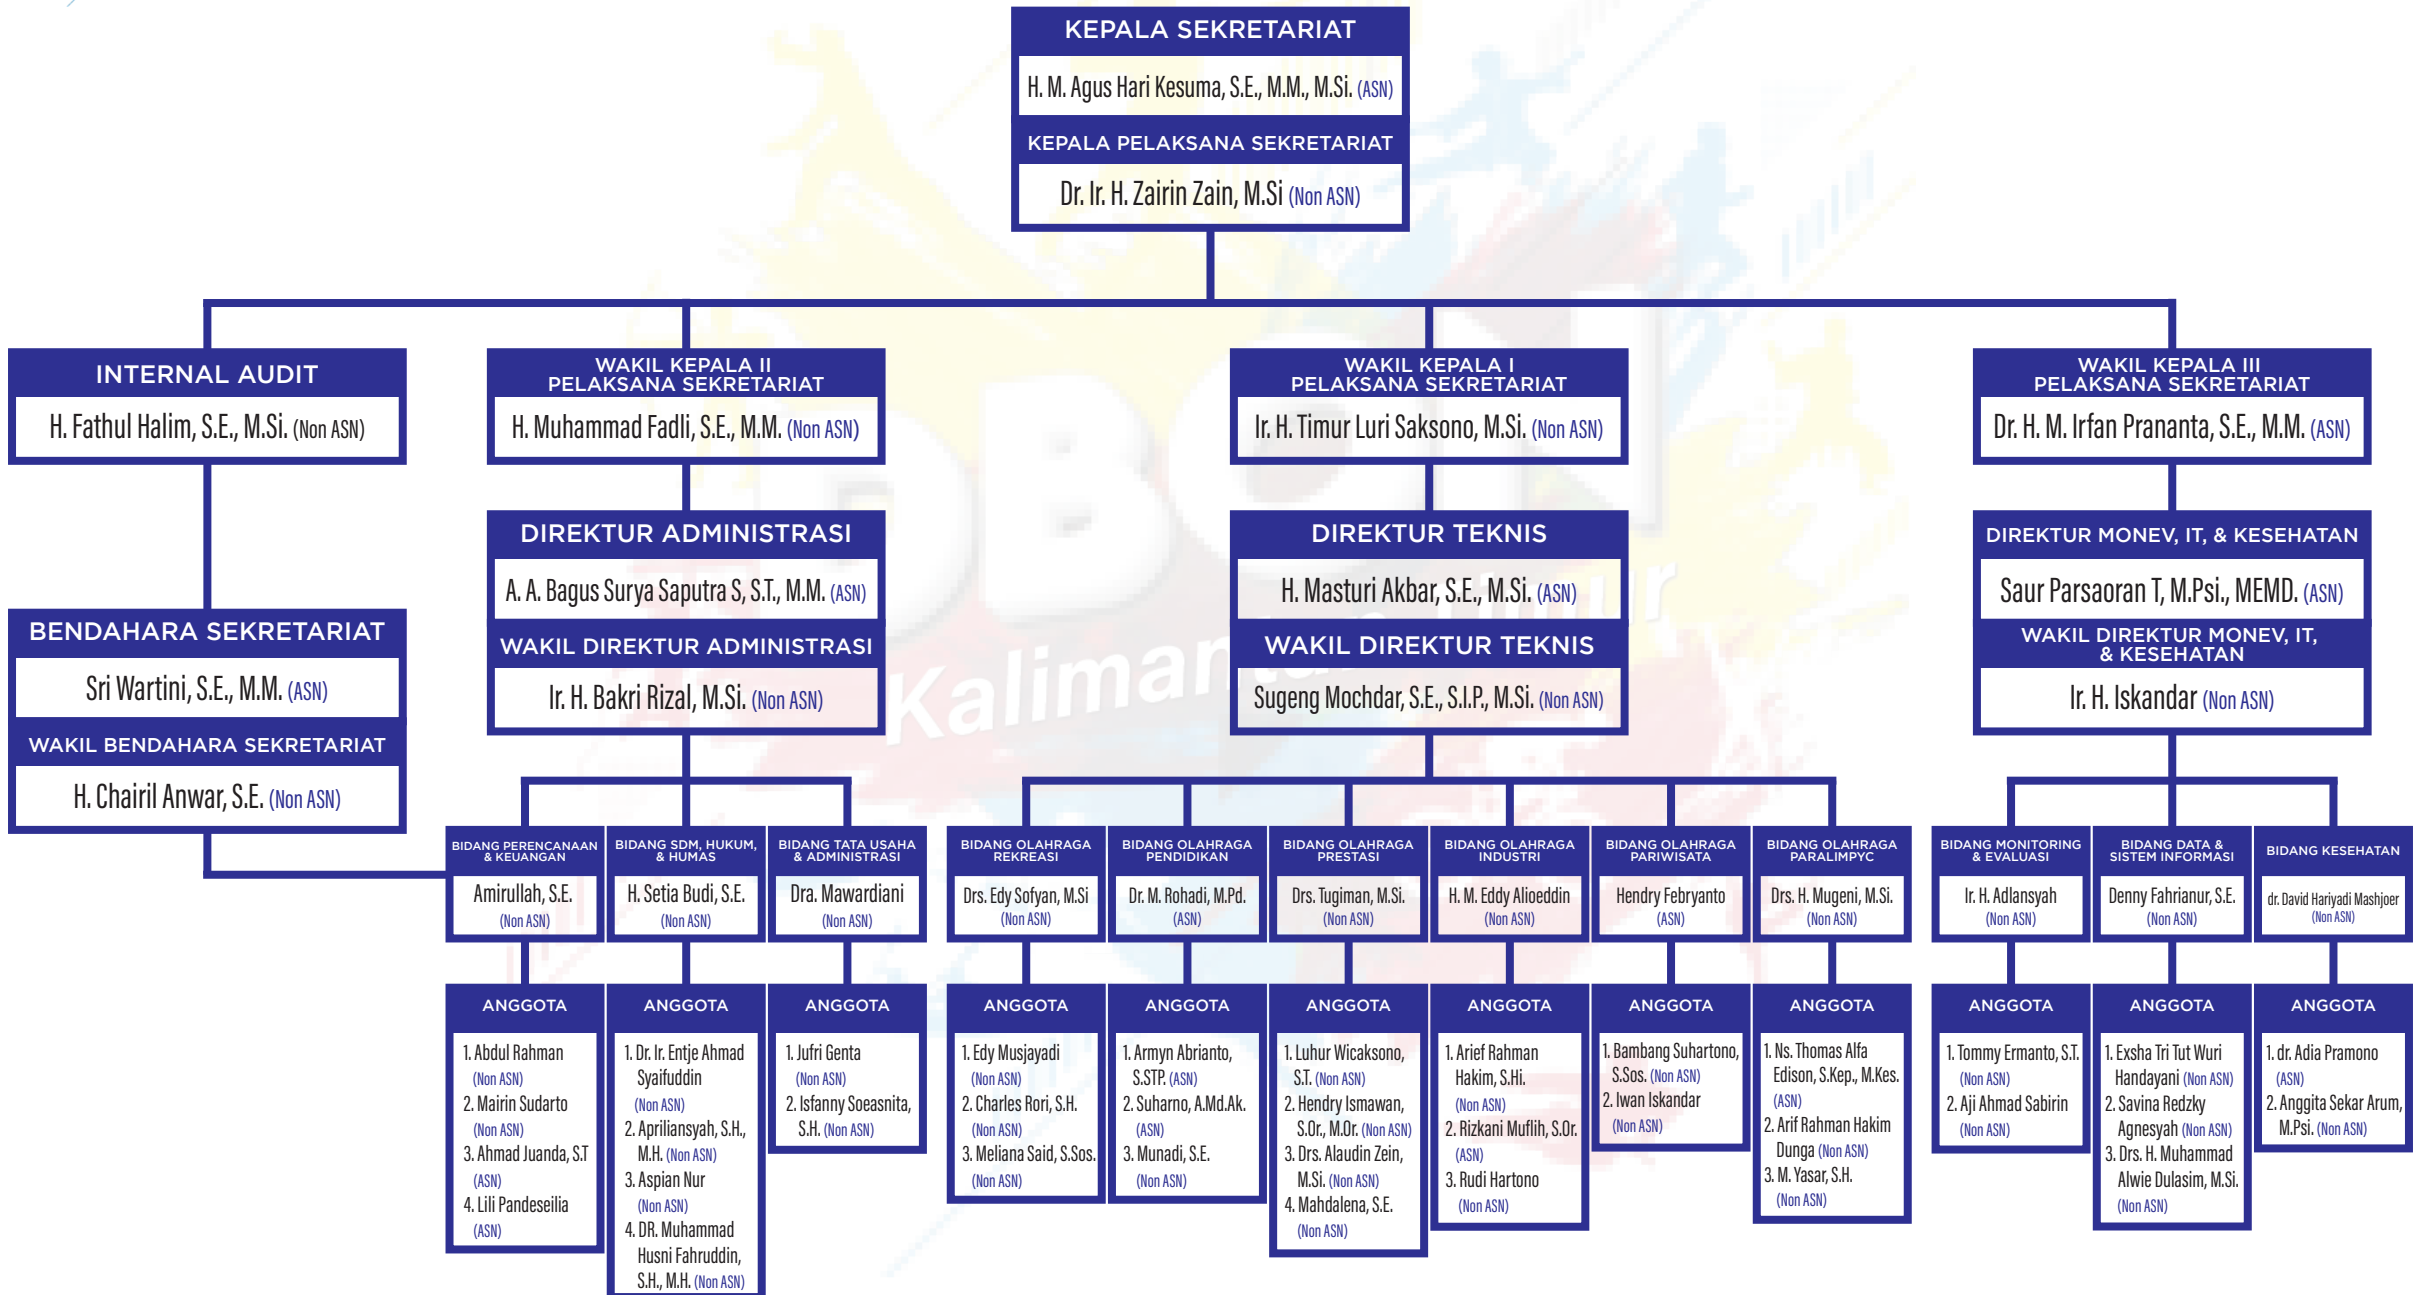 KEPALA SEKRETARIAT
H. M. Agus Hari Kesuma, S.E., M.M., M.Si. (ASN)
KEPALA PELAKSANA SEKRETARIAT
Dr. Ir. H. Zairin Zain, M.Si (Non ASN)
INTERNAL AUDIT
H. Fathul Halim, S.E., M.Si. (Non ASN)
BENDAHARA SEKRETARIAT
Sri Wartini, S.E., M.M. (ASN)
WAKIL BENDAHARA SEKRETARIAT
H. Chairil Anwar, S.E. (Non ASN)
WAKIL KEPALA II
PELAKSANA SEKRETARIAT
H. Muhammad Fadli, S.E., M.M. (Non ASN)
DIREKTUR ADMINISTRASI
A. A. Bagus Surya Saputra S, S.T., M.M. (ASN)
WAKIL DIREKTUR ADMINISTRASI
Ir. H. Bakri Rizal, M.Si. (Non ASN)
WAKIL KEPALA I
PELAKSANA SEKRETARIAT
Ir. H. Timur Luri Saksono, M.Si. (Non ASN)
DIREKTUR TEKNIS
H. Masturi Akbar, S.E., M.Si. (ASN)
WAKIL DIREKTUR TEKNIS
Sugeng Mochdar, S.E., S.I.P., M.Si. (Non ASN)
WAKIL KEPALA III
PELAKSANA SEKRETARIAT
Dr. H. M. Irfan Prananta, S.E., M.M. (ASN)
DIREKTUR MONEV, IT, & KESEHATAN
Saur Parsaoran T, M.Psi., MEMD. (ASN)
WAKIL DIREKTUR MONEV, IT,
& KESEHATAN
Ir. H. Iskandar (Non ASN)
BIDANG PERENCANAAN
& KEUANGAN
Amirullah, S.E.
(Non ASN)
ANGGOTA
1. Abdul Rahman
(Non ASN)
2. Mairin Sudarto
(Non ASN)
3. Ahmad Juanda, S.T
(ASN)
4. Lili Pandeseilia
(ASN)
BIDANG SDM, HUKUM,
& HUMAS
H. Setia Budi, S.E.
(Non ASN)
ANGGOTA
1. Dr. Ir. Entje Ahmad
Syaifuddin
(Non ASN)
2. Apriliansyah, S.H.,
M.H. (Non ASN)
3. Aspian Nur
(Non ASN)
4. DR. Muhammad
Husni Fahruddin,
S.H., M.H. (Non ASN)
BIDANG TATA USAHA
& ADMINISTRASI
Dra. Mawardiani
(Non ASN)
ANGGOTA
1. Jufri Genta
(Non ASN)
2. Isfanny Soeasnita,
S.H. (Non ASN)
BIDANG OLAHRAGA
REKREASI
Drs. Edy Sofyan, M.Si
(Non ASN)
ANGGOTA
1. Edy Musjayadi
(Non ASN)
2. Charles Rori, S.H.
(Non ASN)
3. Meliana Said, S.Sos.
(Non ASN)
BIDANG OLAHRAGA
PENDIDIKAN
Dr. M. Rohadi, M.Pd.
(ASN)
ANGGOTA
1. Armyn Abrianto,
S.STP. (ASN)
2. Suharno, A.Md.Ak.
(ASN)
3. Munadi, S.E.
(Non ASN)
BIDANG OLAHRAGA
PRESTASI
Drs. Tugiman, M.Si.
(Non ASN)
ANGGOTA
1. Luhur Wicaksono,
S.T. (Non ASN)
2. Hendry Ismawan,
S.Or., M.Or. (Non ASN)
3. Drs. Alaudin Zein,
M.Si. (Non ASN)
4. Mahdalena, S.E.
(Non ASN)
BIDANG OLAHRAGA
INDUSTRI
H. M. Eddy Alioeddin
(Non ASN)
ANGGOTA
1. Arief Rahman
Hakim, S.Hi.
(Non ASN)
2. Rizkani Muflih, S.Or.
(ASN)
3. Rudi Hartono
(Non ASN)
BIDANG OLAHRAGA
PARIWISATA
Hendry Febryanto
(ASN)
ANGGOTA
1. Bambang Suhartono,
S.Sos. (Non ASN)
2. Iwan Iskandar
(Non ASN)
BIDANG OLAHRAGA
PARALIMPYC
Drs. H. Mugeni, M.Si.
(Non ASN)
ANGGOTA
1. Ns. Thomas Alfa
Edison, S.Kep., M.Kes.
(ASN)
2. Arif Rahman Hakim
Dunga (Non ASN)
3. M. Yasar, S.H.
(Non ASN)
BIDANG MONITORING
& EVALUASI
Ir. H. Adlansyah
(Non ASN)
ANGGOTA
1. Tommy Ermanto, S.T.
(Non ASN)
2. Aji Ahmad Sabirin
(Non ASN)
BIDANG DATA &
SISTEM INFORMASI
Denny Fahrianur, S.E.
(Non ASN)
ANGGOTA
1. Exsha Tri Tut Wuri
Handayani (Non ASN)
2. Savina Redzky
Agnesyah (Non ASN)
3. Drs. H. Muhammad
Alwie Dulasim, M.Si.
(Non ASN)
BIDANG KESEHATAN
dr. David Hariyadi Mashjoer
(Non ASN)
ANGGOTA
1. dr. Adia Pramono
(ASN)
2. Anggita Sekar Arum,
M.Psi. (Non ASN)
DBON
Kalimantan Timur